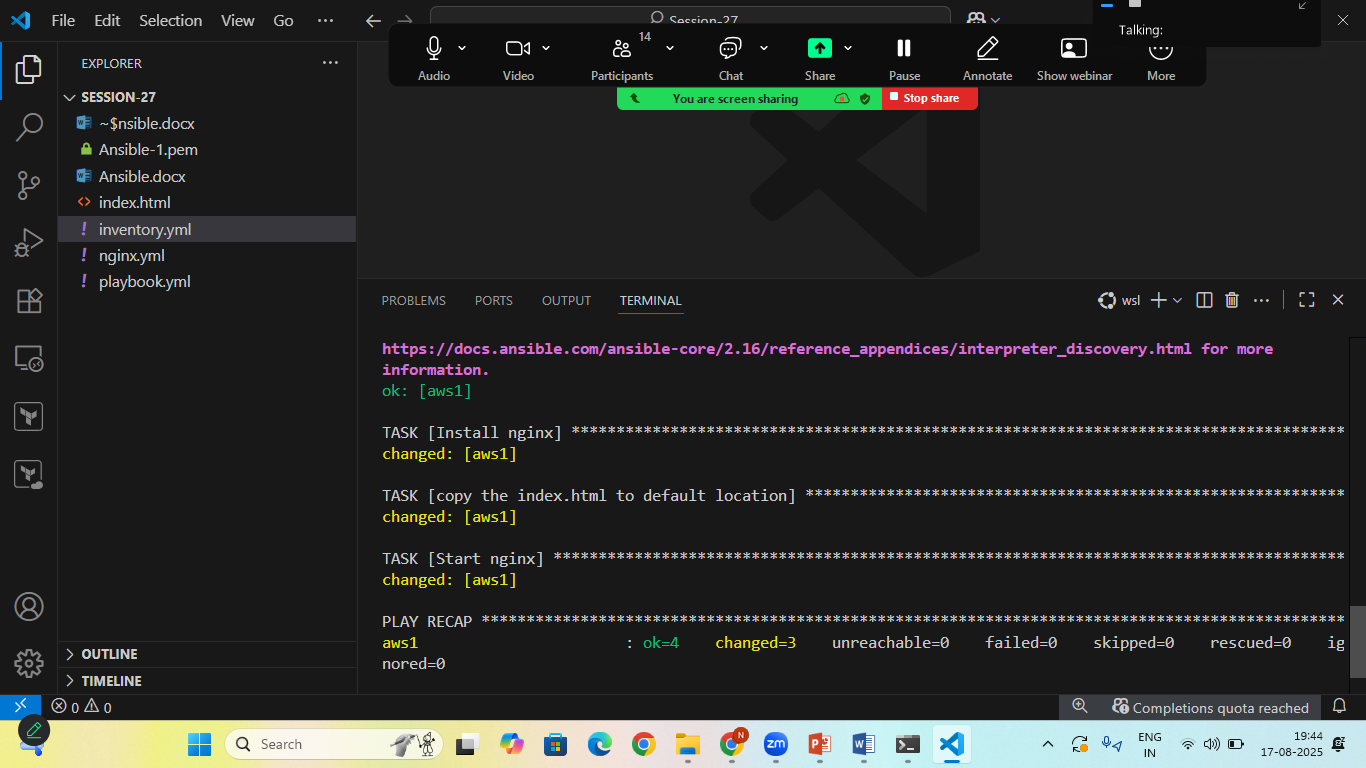 File Edit Selection View Go ···
Session-27
Talking:
14
Audio Video Participants Chat Share Pause Annotate Show webinar More
You are screen sharing Stop share
EXPLORER
SESSION-27
~$nsible.docx
Ansible-1.pem
Ansible.docx
index.html
inventory.yml
nginx.yml
playbook.yml
OUTLINE
TIMELINE
PROBLEMS PORTS OUTPUT TERMINAL
wsl
https://docs.ansible.com/ansible-core/2.16/reference_appendices/interpreter_discovery.html for more
information.
ok: [aws1]
TASK [Install nginx] **************************************************************************************
changed: [aws1]
TASK [copy the index.html to default location] ************************************************************
changed: [aws1]
TASK [Start nginx] ****************************************************************************************
changed: [aws1]
PLAY RECAP ************************************************************************************************
aws1 : ok=4 changed=3 unreachable=0 failed=0 skipped=0 rescued=0 ig
nored=0
0 0
Completions quota reached
Search
N
zm
ENG
IN
19:44
17-08-2025